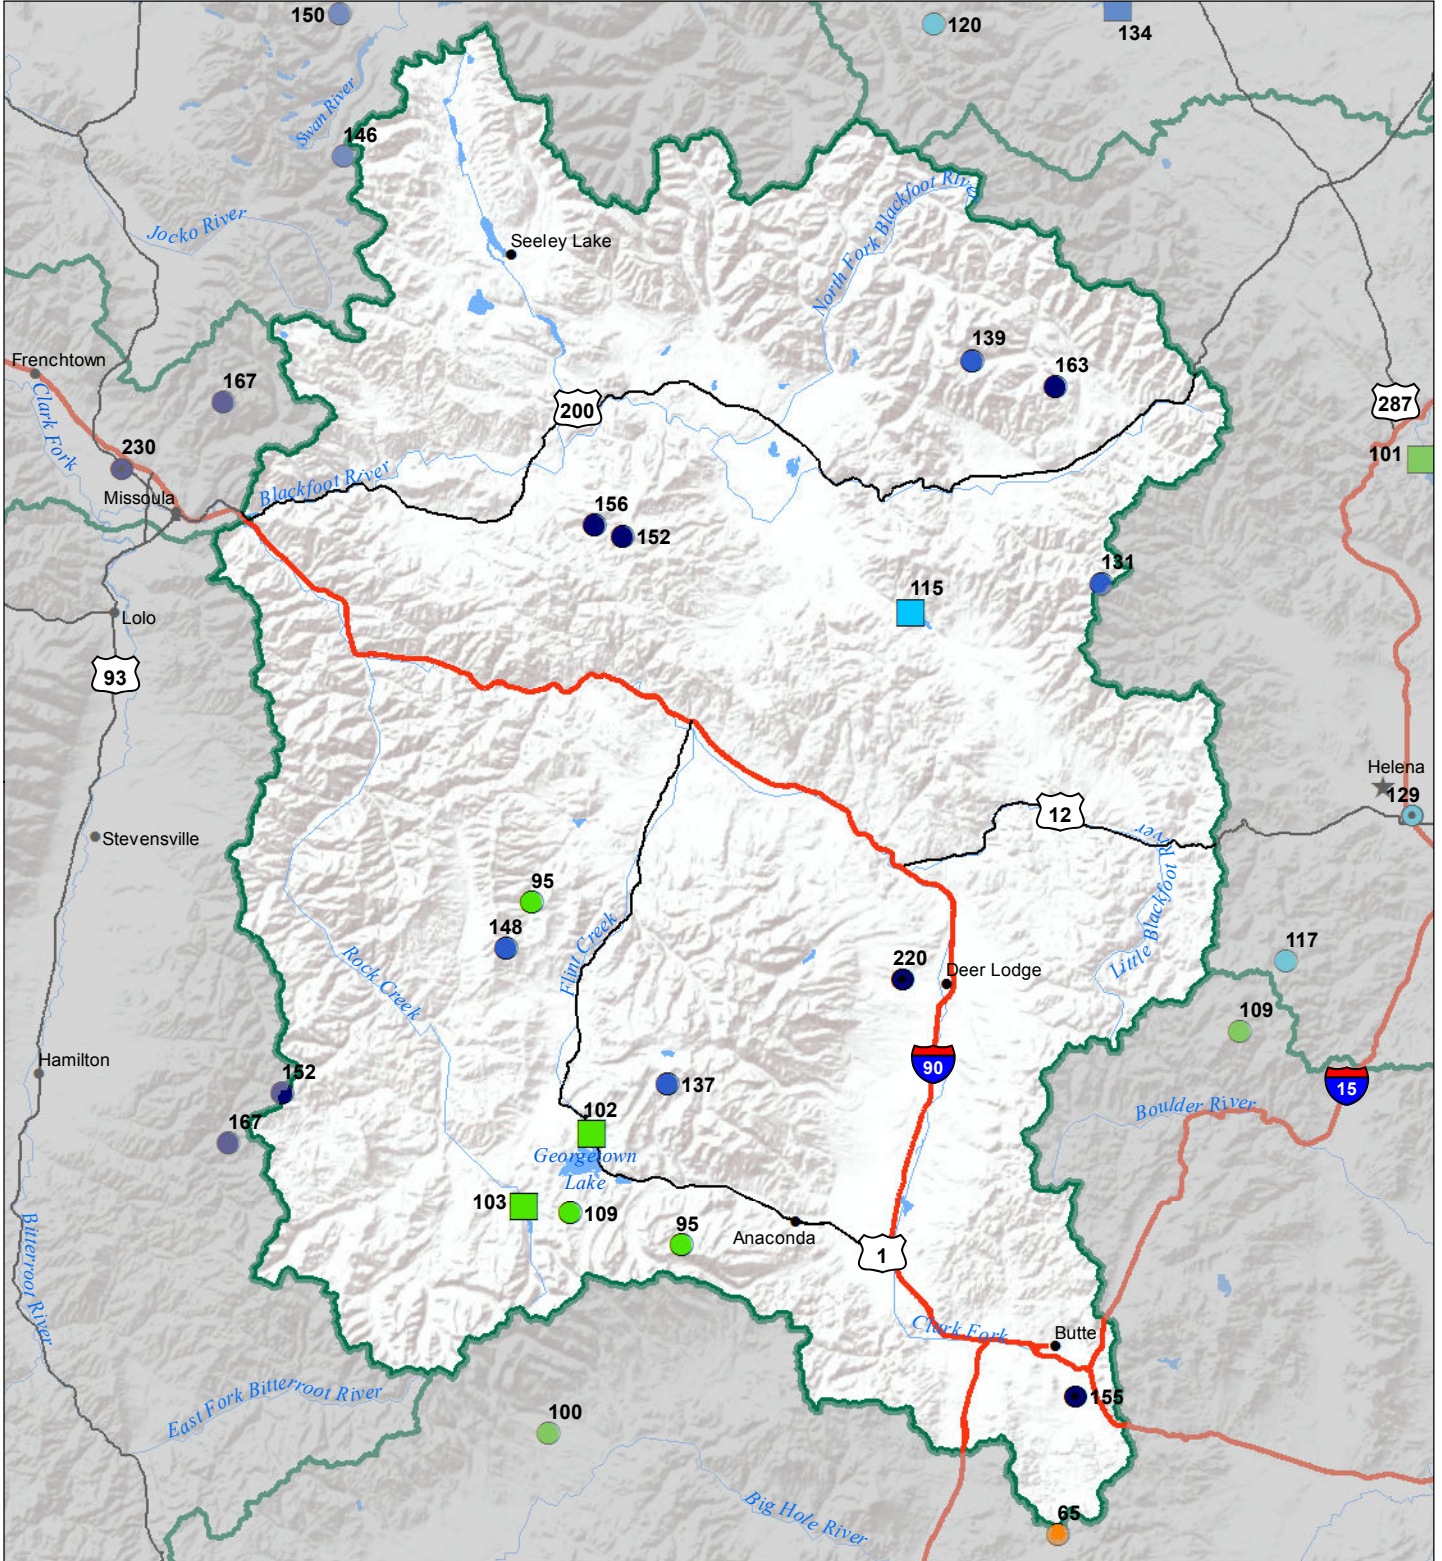 150
120
134
Swan River
146
Jocko River
North Fork Blackfoot River
Seeley Lake
139
163
Frenchtown
167
200
287
Clark Fork
230
101
Blackfoot River
Missoula
156
152
131
115
Lolo
93
Helena
129
12
Little Blackfoot River
Stevensville
95
148
Flint Creek
Rock Creek
220
Deer Lodge
117
109
Hamilton
90
15
152
137
Boulder River
167
102
Georgetown
Lake
103
109
95
Anaconda
1
Bitterroot River
Clark Fork
Butte
155
East Fork Bitterroot River
100
Big Hole River
65